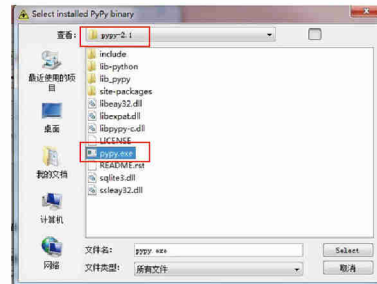 Select installed PyPy binary
查看:
pypy-2.1
include
lib-python
lib_pypy
site-packages
libeay32.dll
libexpat.dll
libpypy-c.dll
LICENSE
pypy.exe
README.rst
sqlite3.dll
ssleay32.dll
最近使用的项
目
桌面
我的文档
计算机
网络
文件名:
pypy.exe
Select
文件类型:
所有文件
取消